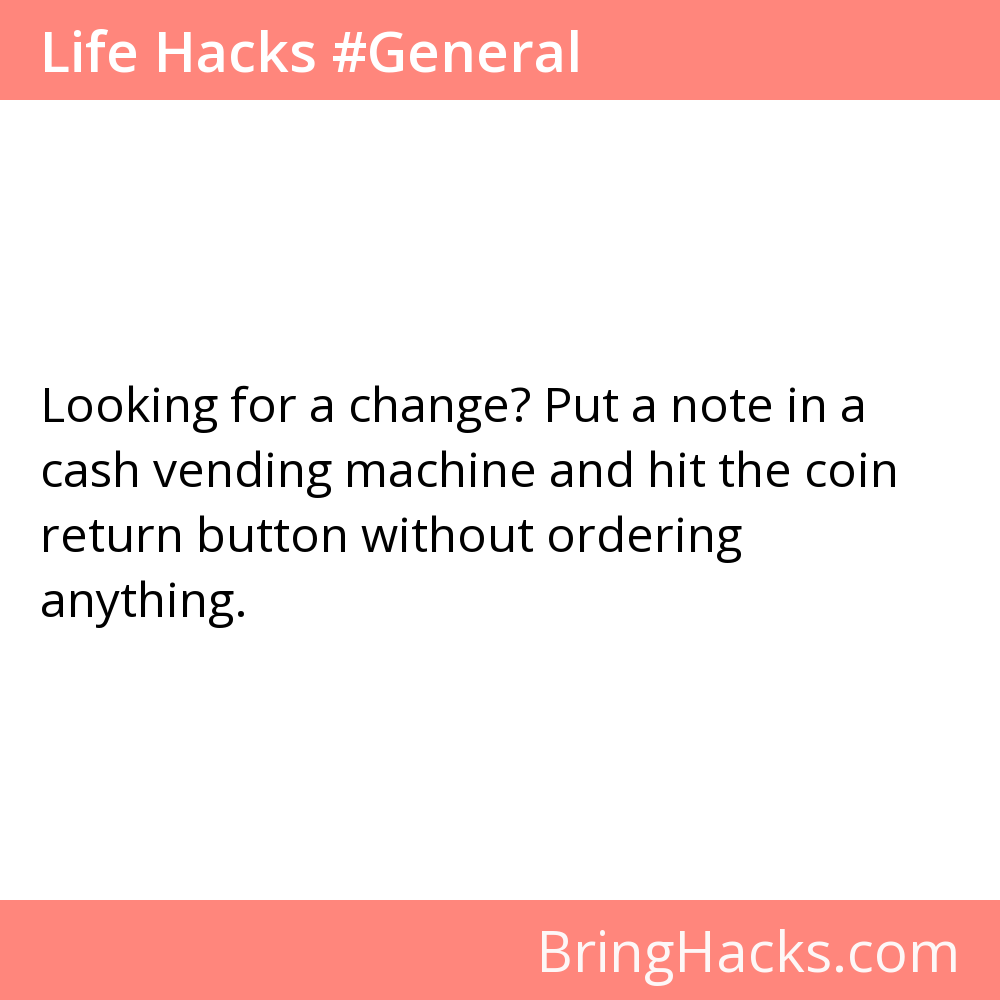 Life Hacks #General
Looking for a change? Put a note in a
cash vending machine and hit the coin
return button without ordering
anything.
BringHacks.com